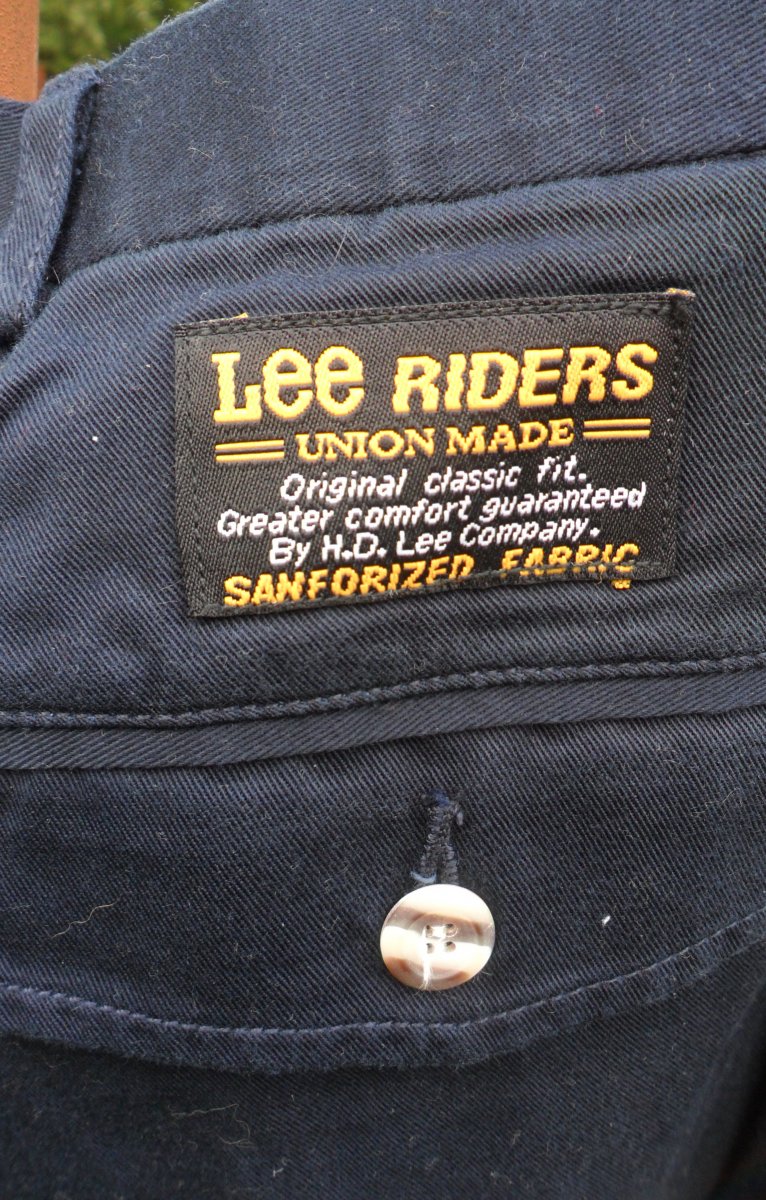 Lee RIDERS
UNION MADE
Original classic fit.
Greater comfort guaranteed
By H.D. Lee Company.
SANFORIZED FABRIC